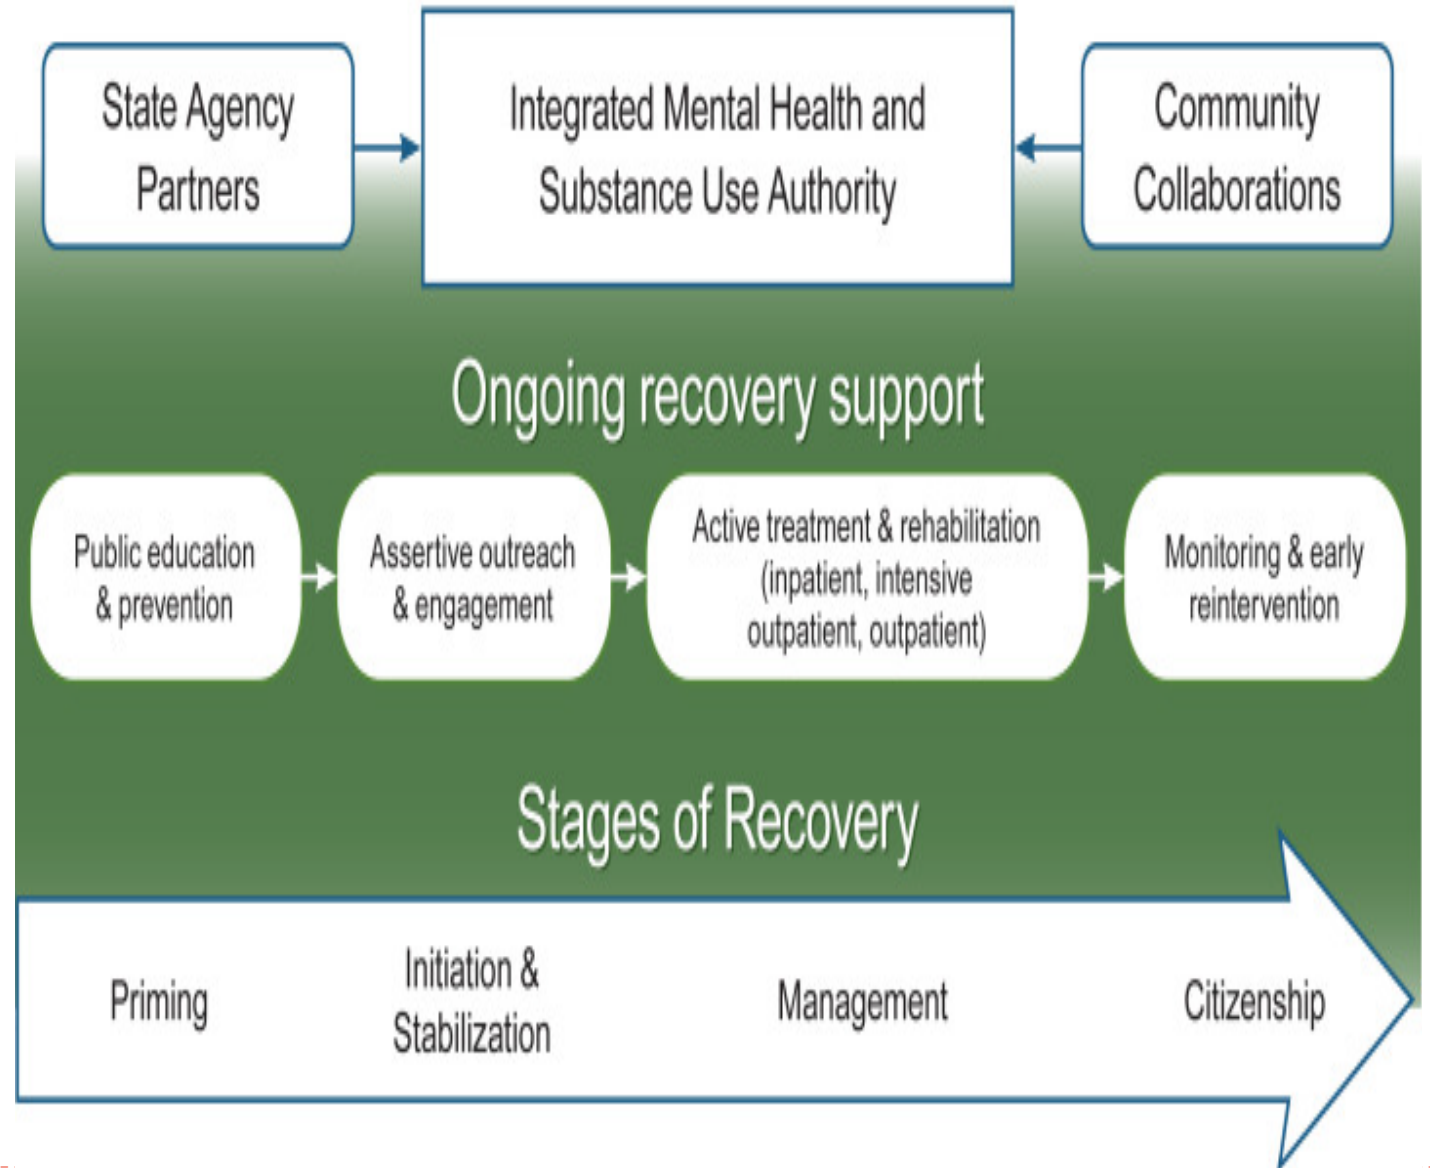 State Agency
Partners
Integrated Mental Health and
Substance Use Authority
Community
Collaborations
Ongoing recovery support
Public education
& prevention
Assertive outreach
& engagement
Active treatment & rehabilitation
(inpatient, intensive
outpatient, outpatient)
Monitoring & early
reintervention
Stages of Recovery
Priming
Initiation &
Stabilization
Management
Citizenship